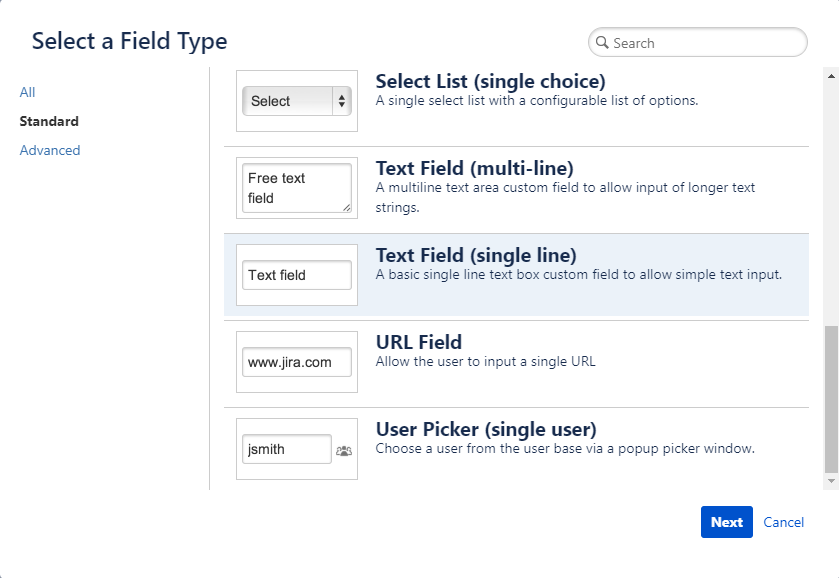 Select a Field Type
Search
All
Standard
Advanced
Select
Select List (single choice)
A single select list with a configurable list of options.
Free text
field
Text Field (multi-line)
A multiline text area custom field to allow input of longer text
strings.
Text field
Text Field (single line)
A basic single line text box custom field to allow simple text input.
www.jira.com
URL Field
Allow the user to input a single URL
jsmith
User Picker (single user)
Choose a user from the user base via a popup picker window.
Next
Cancel